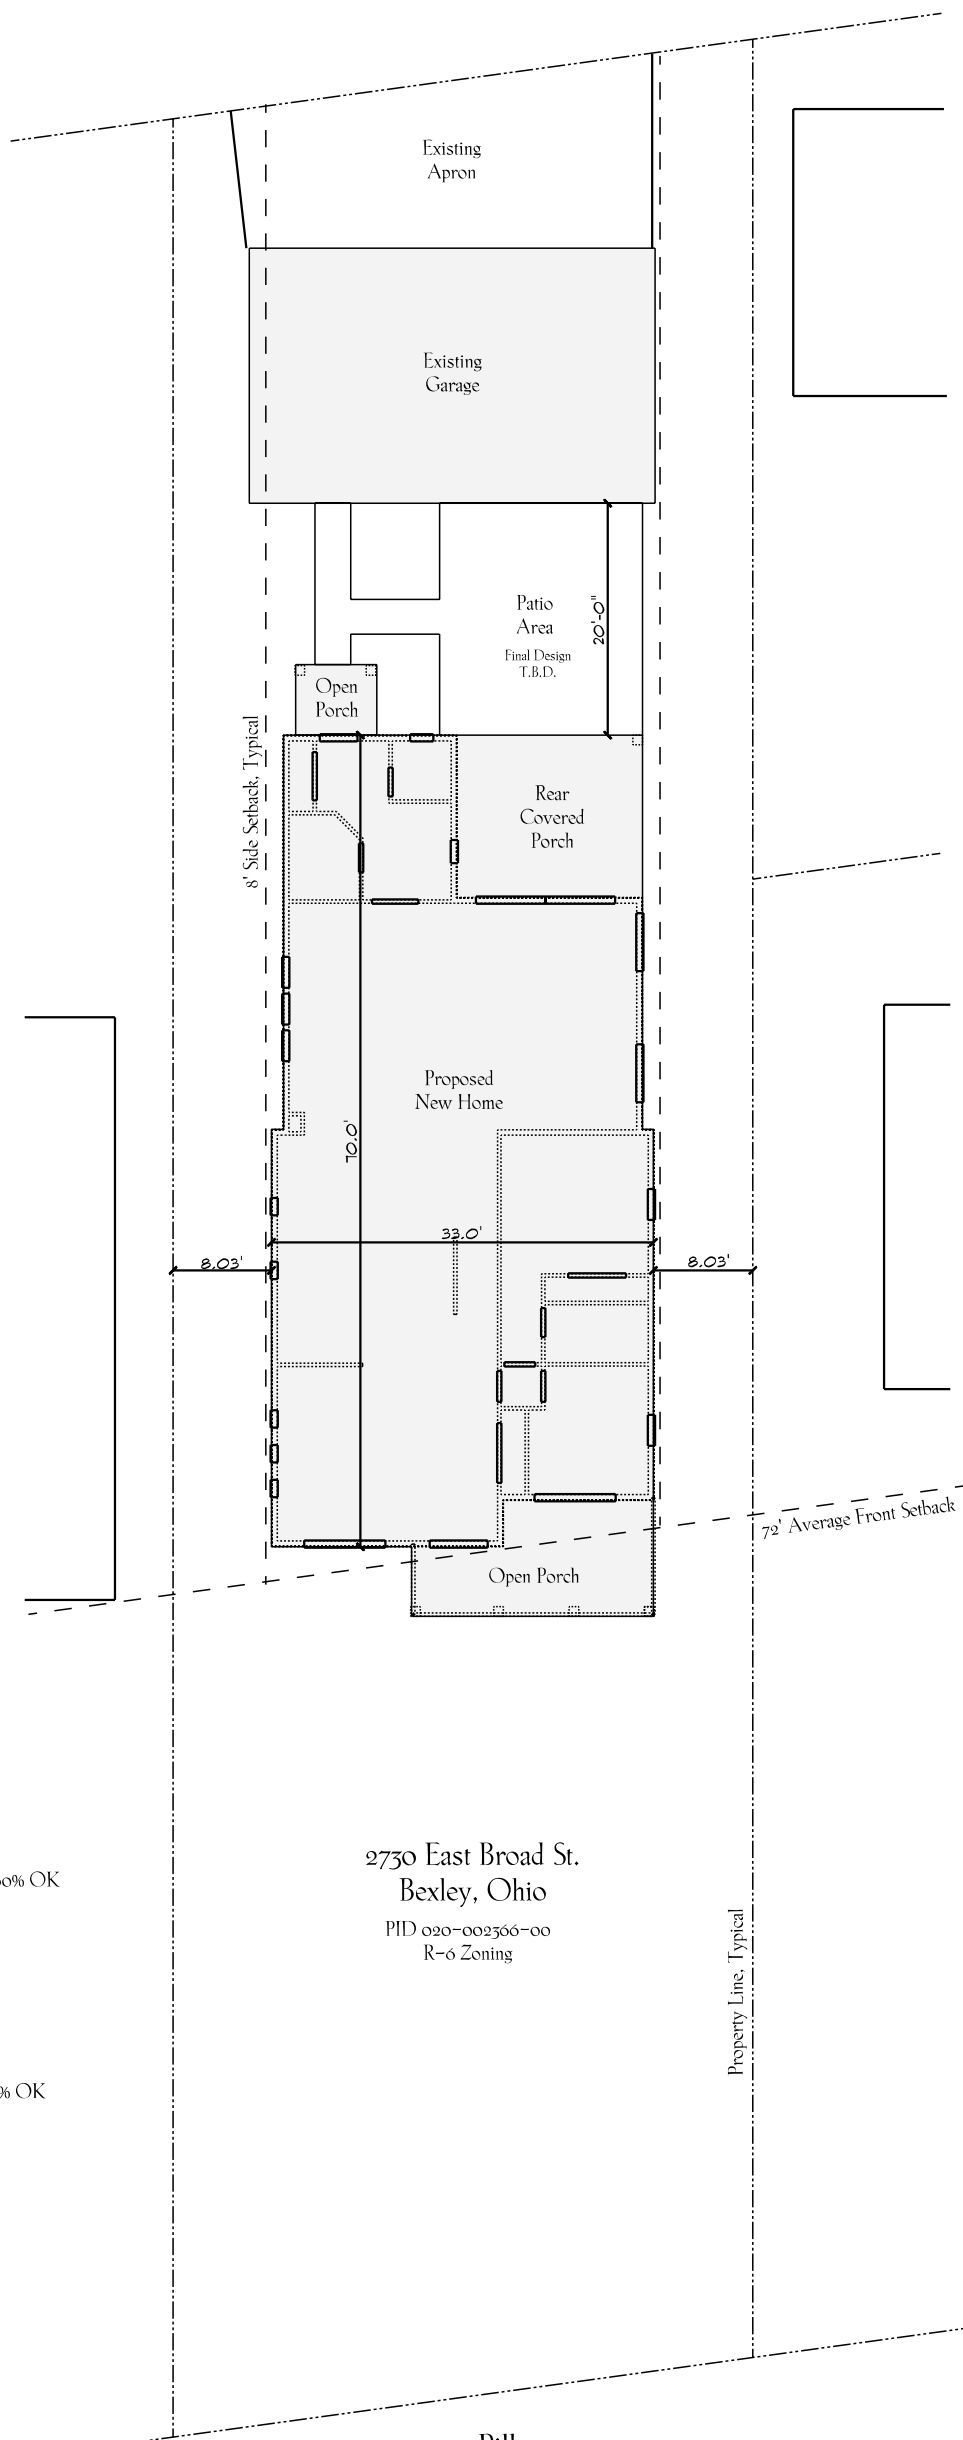 Existing
Apron
Existing
Garage
Patio
Area
Final Design
T.B.D.
20'-0"
Open
Porch
8' Side Setback, Typical
Rear
Covered
Porch
Proposed
New Home
70.0'
33.0'
8.03'
8.03'
72' Average Front Setback
Open Porch
2730 East Broad St.
Bexley, Ohio
PID 020-002366-00
R-6 Zoning
% OK
Property Line, Typical
% OK